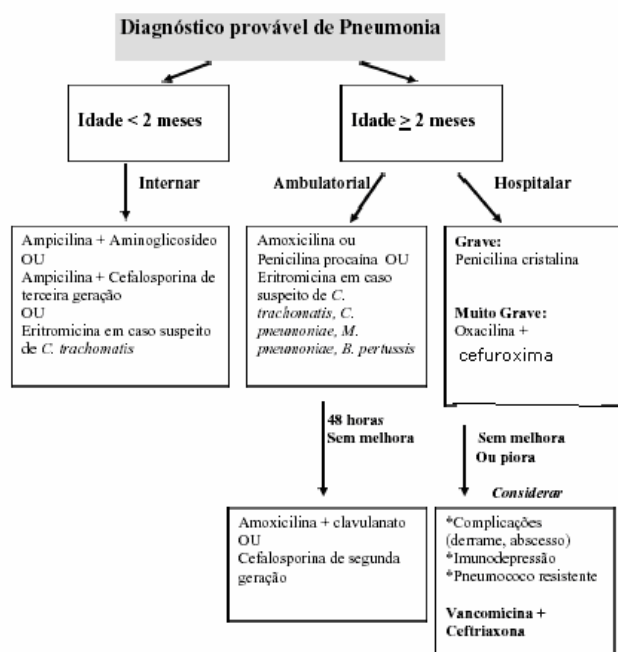 Diagnóstico provável de Pneumonia
Idade < 2 meses
Idade ≥ 2 meses
Internar
Ambulatorial
Hospitalar
Ampicilina + Aminoglicosídeo
OU
Ampicilina + Cefalosporina de
terceira geração
OU
Eritromicina em caso suspeito
de C. trachomatis
Amoxicilina ou
Penicilina procaína OU
Eritromicina em caso
suspeito de C.
trachomatis, C.
pneumoniae, M.
pneumoniae, B. pertussis
Grave:
Penicilina cristalina
Muito Grave:
Oxacilina +
cefuroxima
48 horas
Sem melhora
Sem melhora
Ou piora
Considerar
Amoxicilina + clavulanato
OU
Cefalosporina de segunda
geração
*Complicações
(derrame, abscesso)
*Imunodepressão
*Pneumococo resistente
Vancomicina +
Ceftriaxona